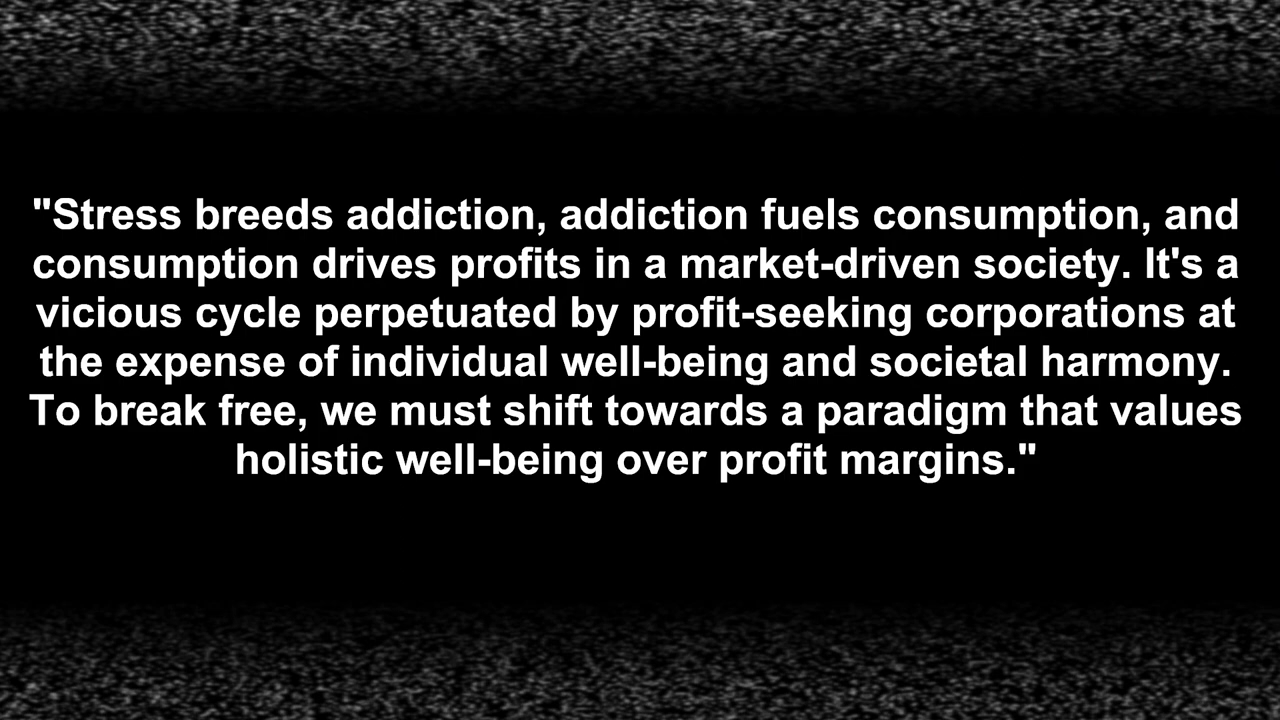 "Stress breeds addiction, addiction fuels consumption, and
consumption drives profits in a market-driven society. It's a
vicious cycle perpetuated by profit-seeking corporations at
the expense of individual well-being and societal harmony.
To break free, we must shift towards a paradigm that values
holistic well-being over profit margins."